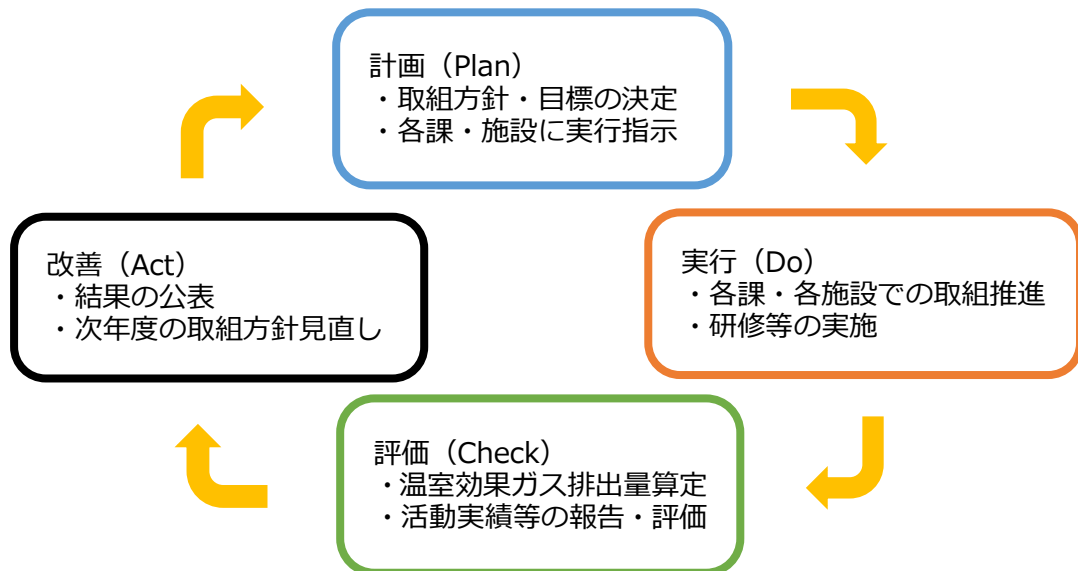 計画（Plan）
・取組方針・目標の決定
・各課・施設に実行指示
改善（Act）
・結果の公表
・次年度の取組方針見直し
実行（Do）
・各課・各施設での取組推進
・研修等の実施
評価（Check）
・温室効果ガス排出量算定
・活動実績等の報告・評価